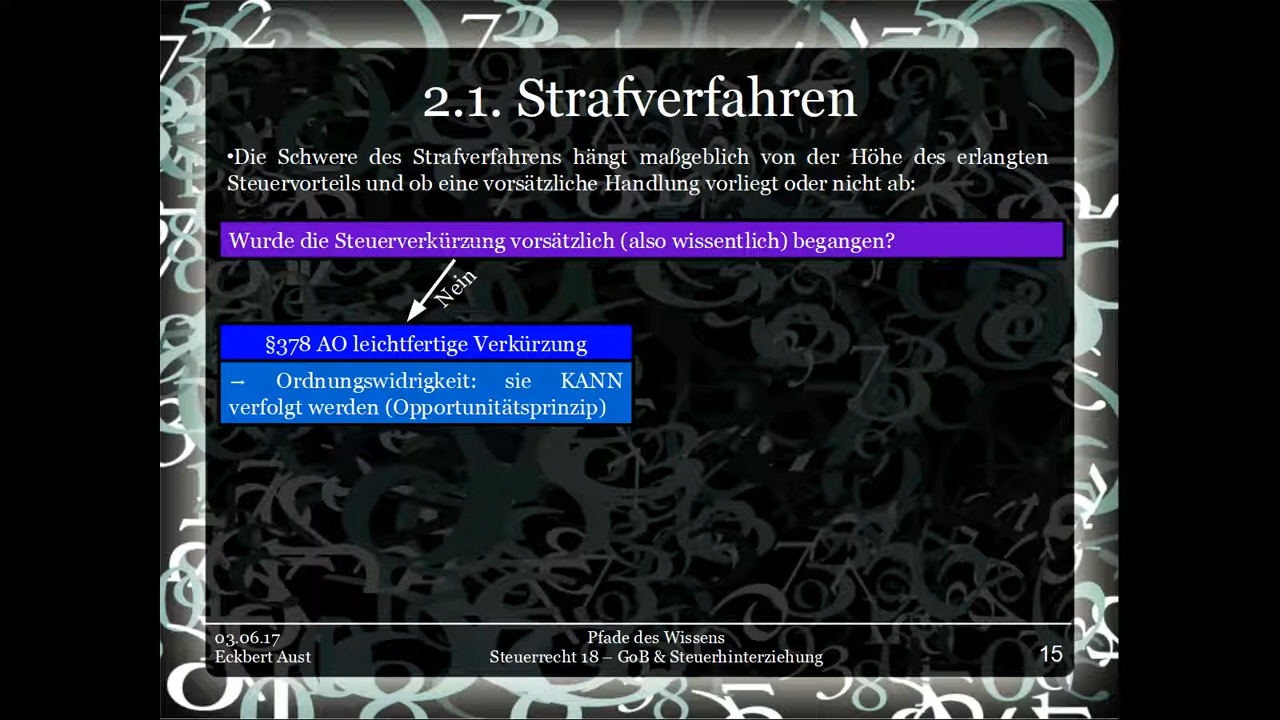 2.1. Strafverfahren
•Die Schwere des Strafverfahrens hängt maßgeblich von der Höhe des erlangten
Steuervorteils und ob eine vorsätzliche Handlung vorliegt oder nicht ab:
Wurde die Steuerverkürzung vorsätzlich (also wissentlich) begangen?
Nein
§378 AO leichtfertige Verkürzung
→ Ordnungswidrigkeit: sie KANN
verfolgt werden (Opportunitätsprinzip)
03.06.17
Eckbert Aust
Pfade des Wissens
Steuerrecht 18 – GoB & Steuerhinterziehung
15